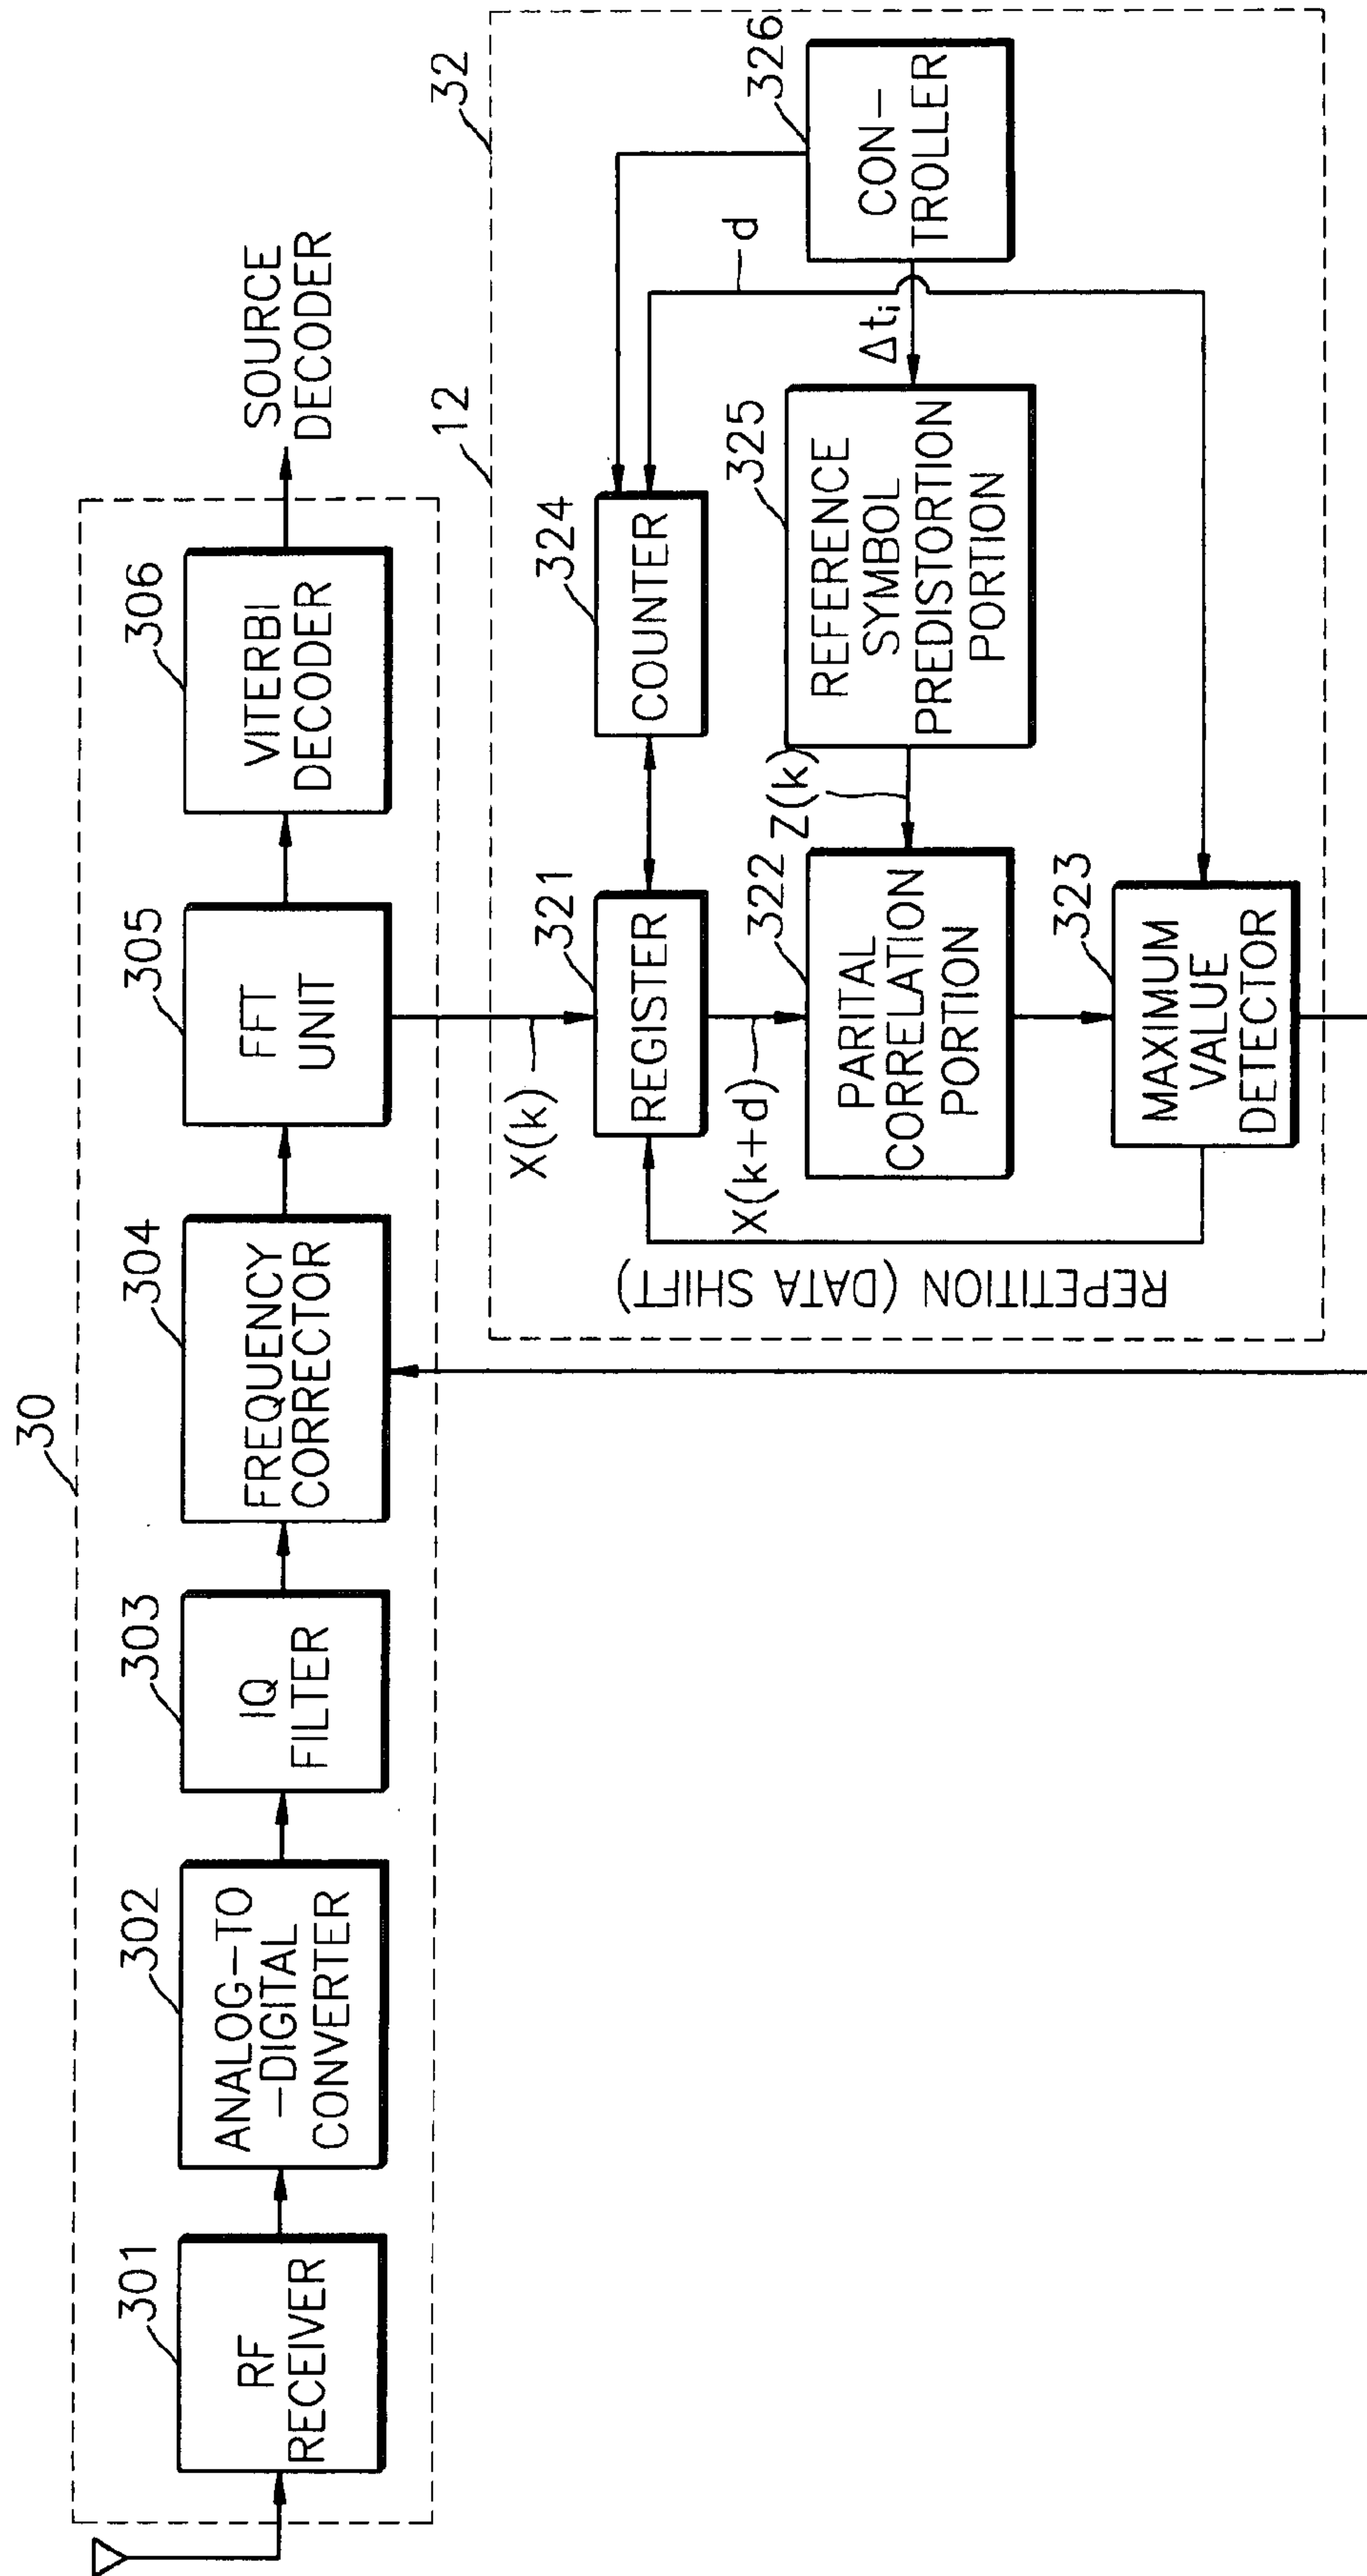 30
301
RF
RECEIVER
302
ANALOG-TO
-DIGITAL
CONVERTER
303
IQ
FILTER
304
FREQUENCY
CORRECTOR
305
FFT
UNIT
306
VITERBI
DECODER
SOURCE
DECODER
12
32
X(k)
321
REGISTER
324
COUNTER
d
326
CON-
TROLLER
Δti
325
REFERENCE
SYMBOL
PREDISTORTION
PORTION
Z(k)
X(k+d)
322
PARITAL
CORRELATION
PORTION
323
MAXIMUM
VALUE
DETECTOR
REPETITION (DATA SHIFT)